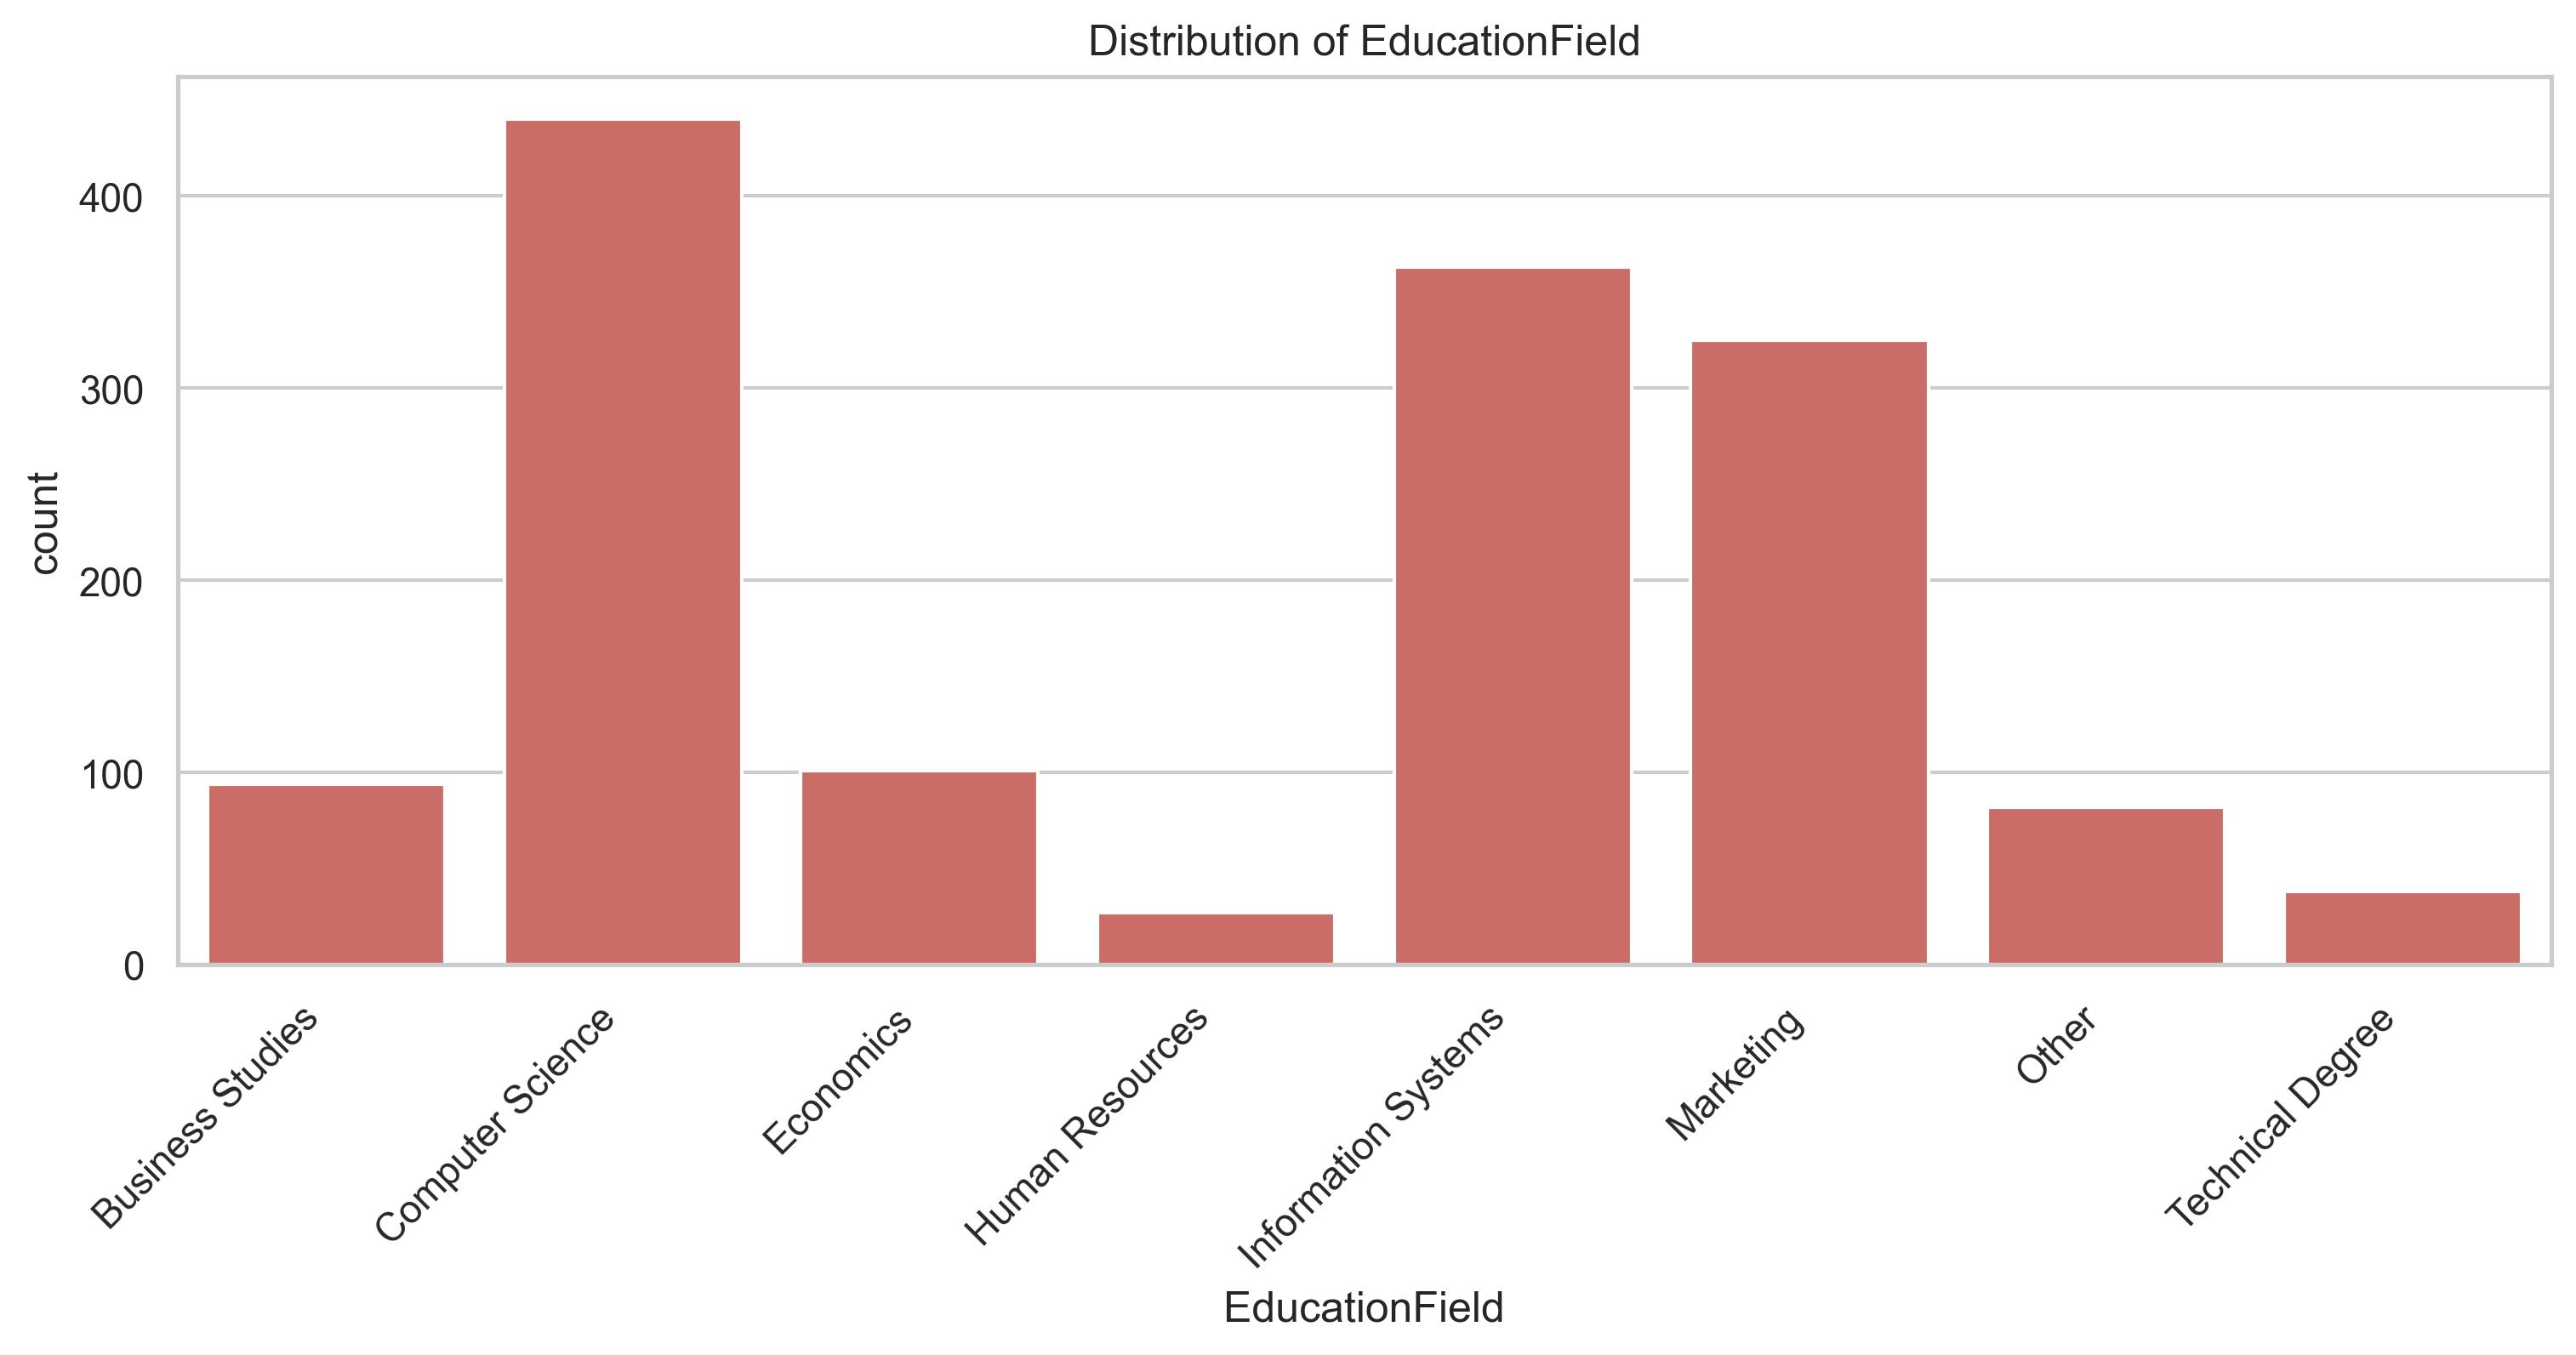 Distribution of EducationField
400
300
200
100
0
count
Business Studies
Computer Science
Economics
Human Resources
Information Systems
Marketing
Other
Technical Degree
EducationField